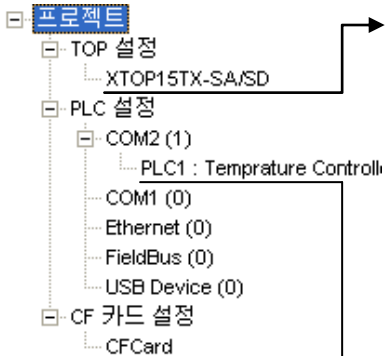 프로젝트
TOP 설정
XTOP15TX-SA/SD
PLC 설정
COM2 (1)
PLC1 : Temprature Controlle
COM1 (0)
Ethernet (0)
FieldBus (0)
USB Device (0)
CF 카드 설정
CFCard